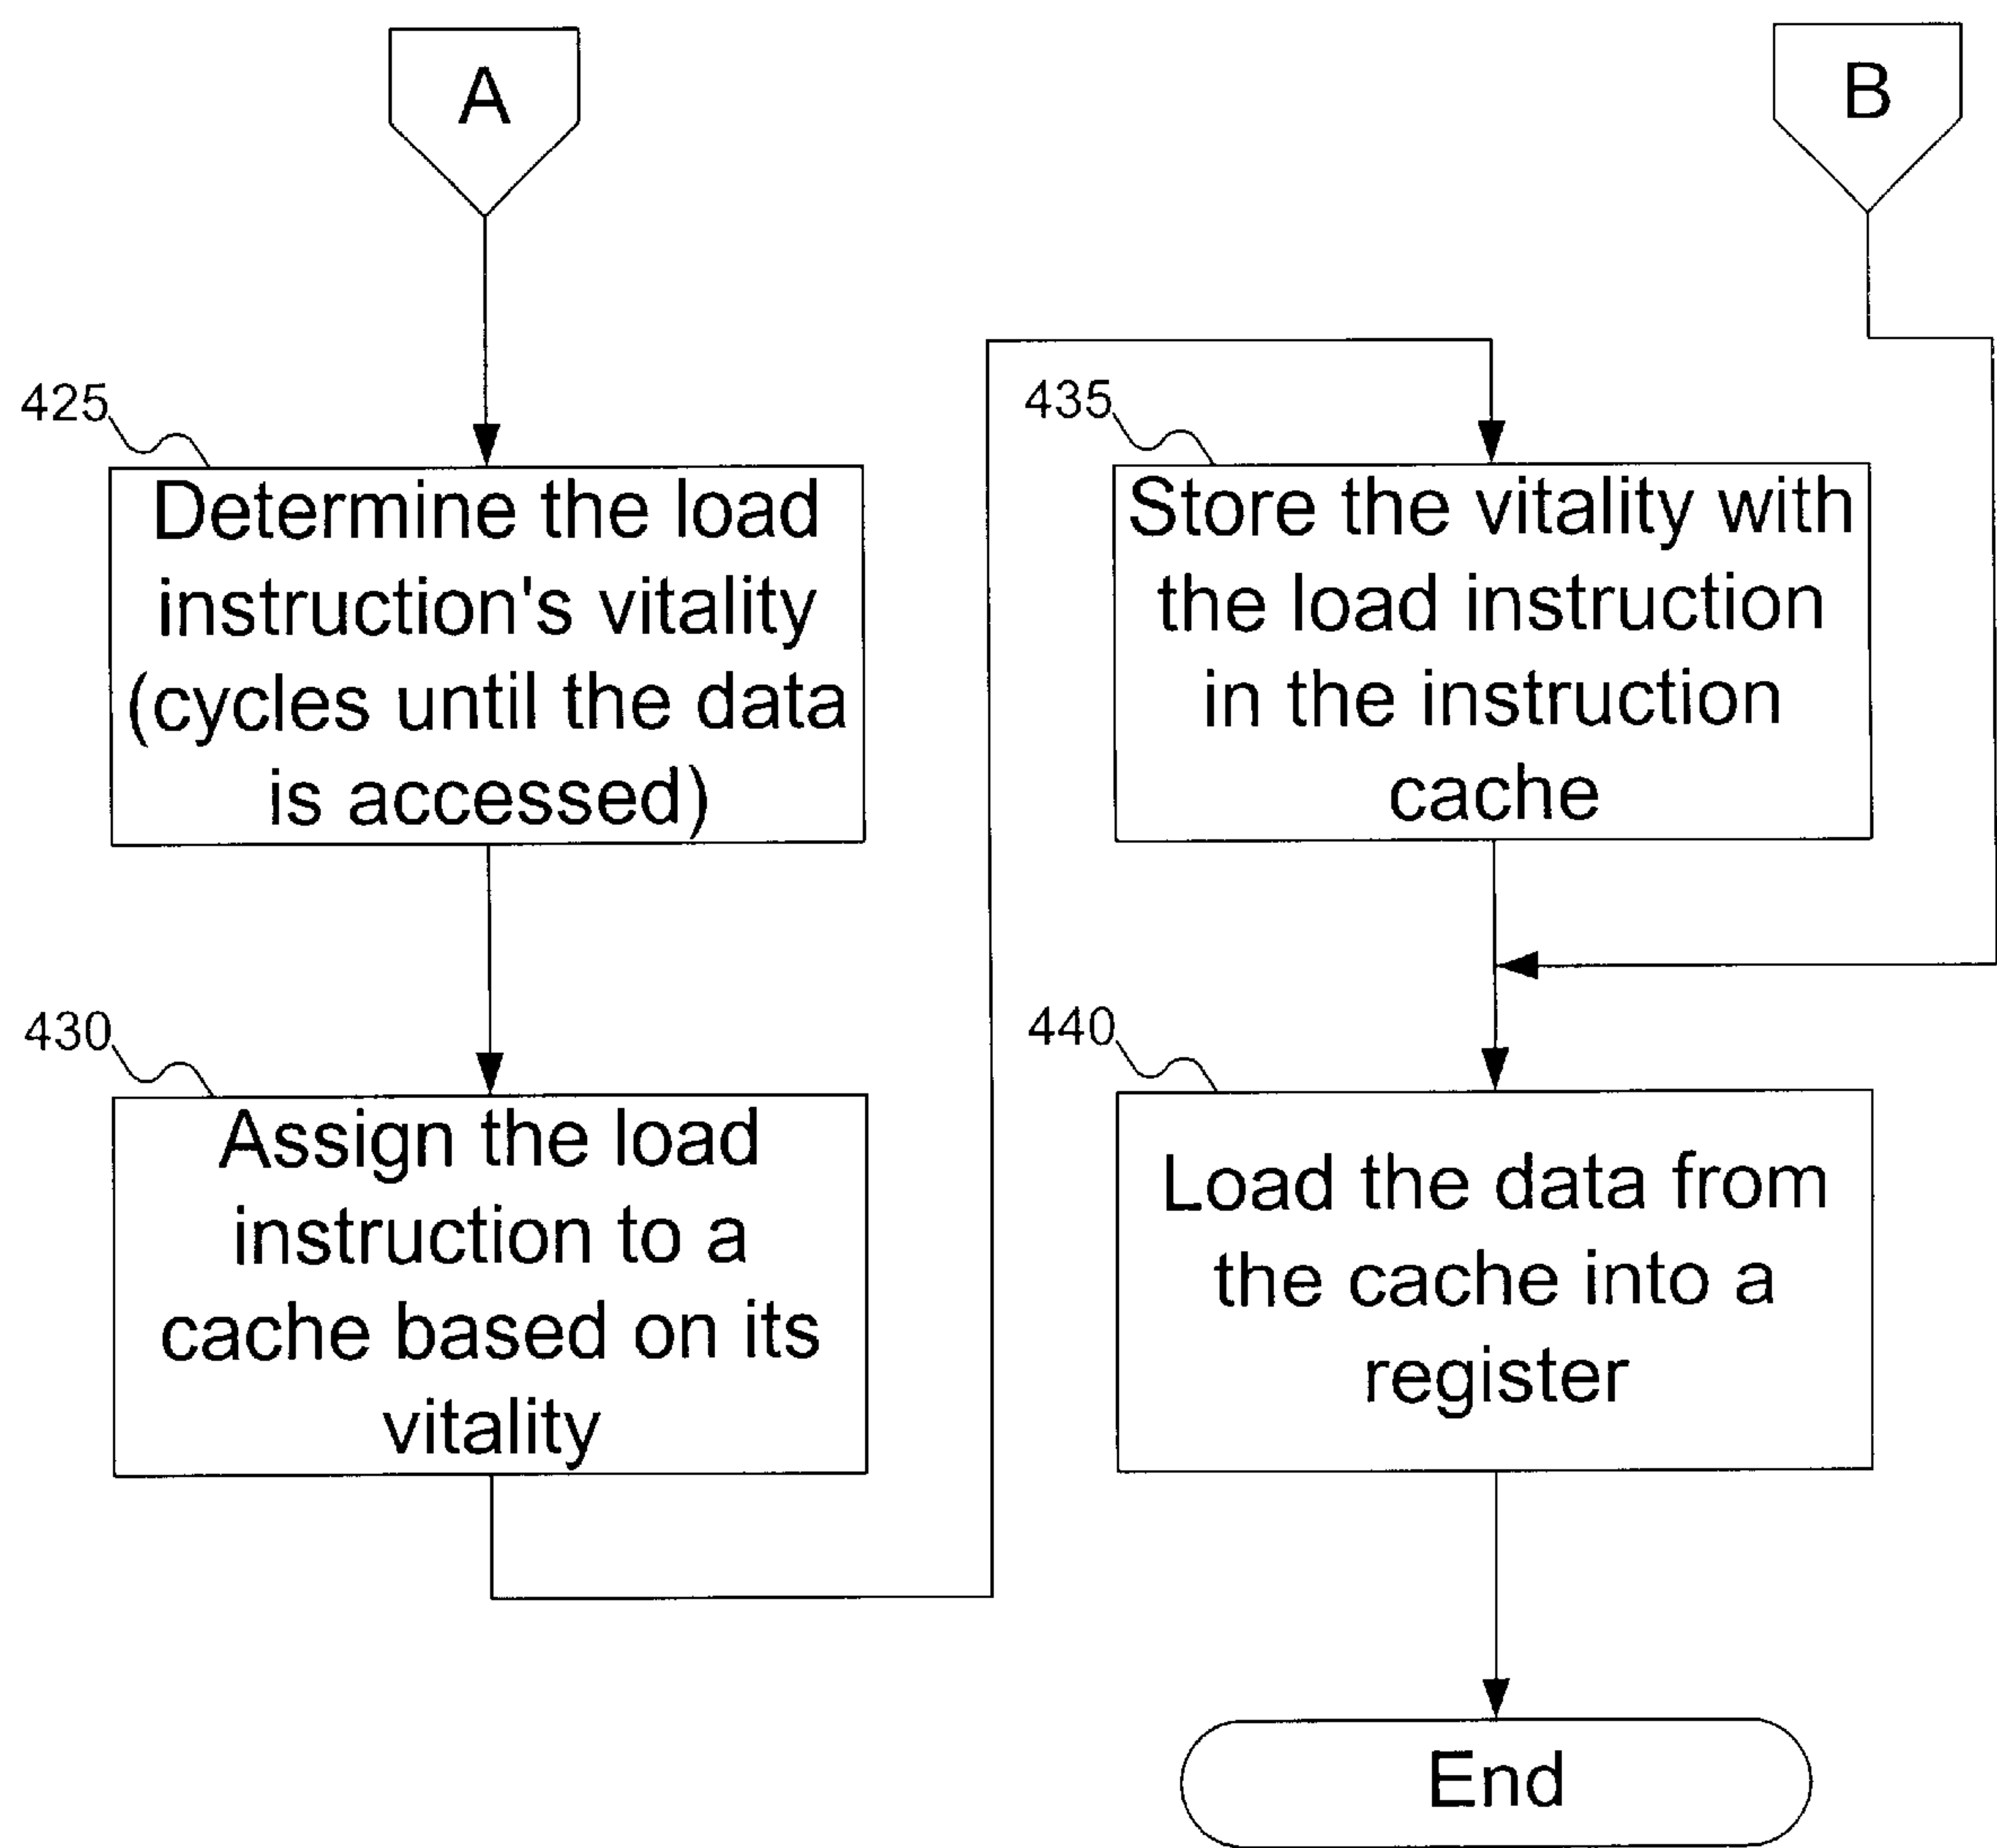 A
425
Determine the load
instruction's vitality
(cycles until the data
is accessed)
430
Assign the load
instruction to a
cache based on its
vitality
B
435
Store the vitality with
the load instruction
in the instruction
cache
440
Load the data from
the cache into a
register
End